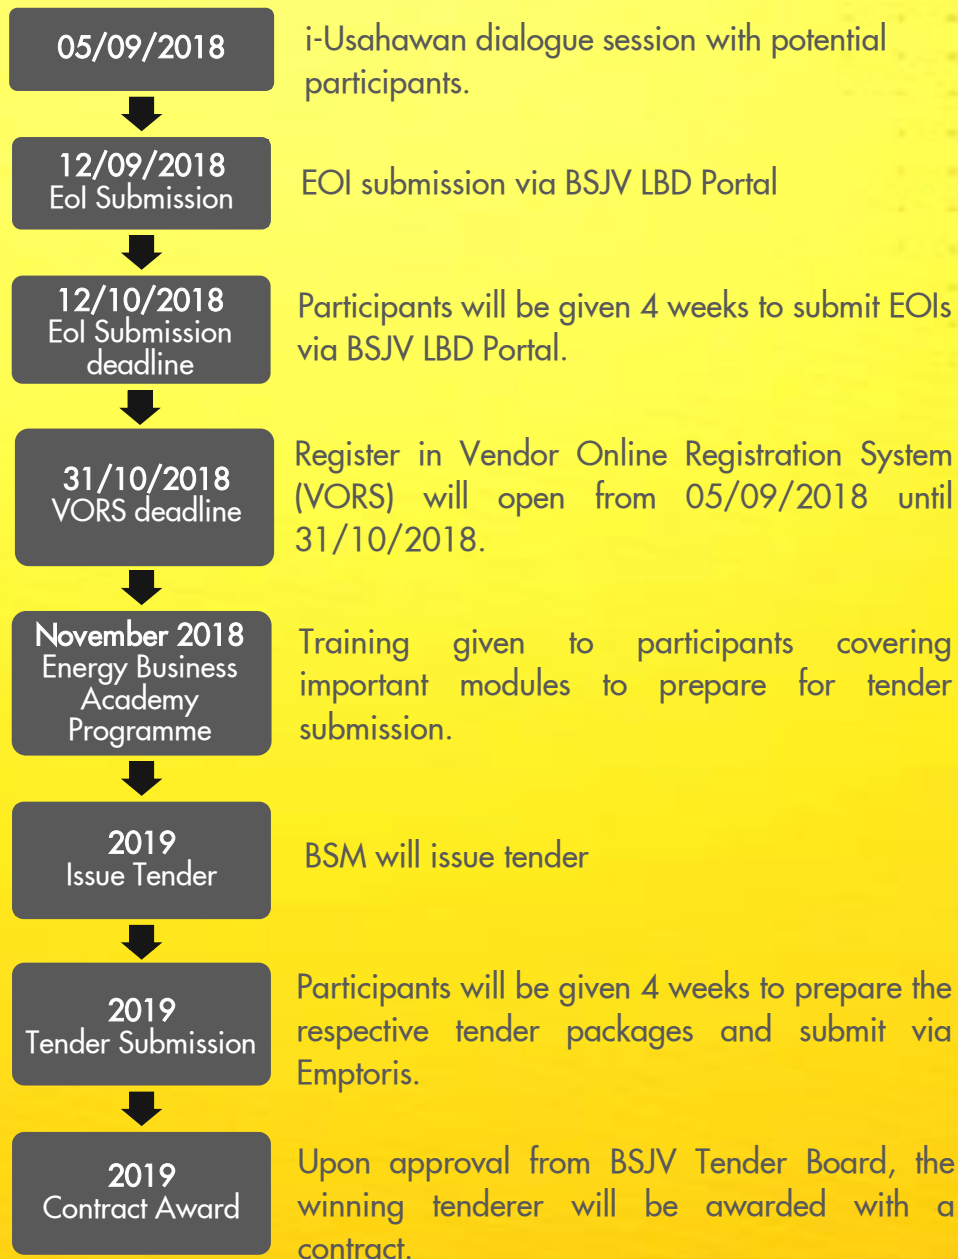 05/09/2018
i-Usahawan dialogue session with potential
participants.
12/09/2018
EoI Submission
EOI submission via BSJV LBD Portal
12/10/2018
EoI Submission
deadline
Participants will be given 4 weeks to submit EOIs
via BSJV LBD Portal.
31/10/2018
VORS deadline
Register in Vendor Online Registration System
(VORS) will open from 05/09/2018 until
31/10/2018.
November 2018
Energy Business
Academy
Programme
Training given to participants covering
important modules to prepare for tender
submission.
2019
Issue Tender
BSM will issue tender
2019
Tender Submission
Participants will be given 4 weeks to prepare the
respective tender packages and submit via
Emptoris.
2019
Contract Award
Upon approval from BSJV Tender Board, the
winning tenderer will be awarded with a
contract.